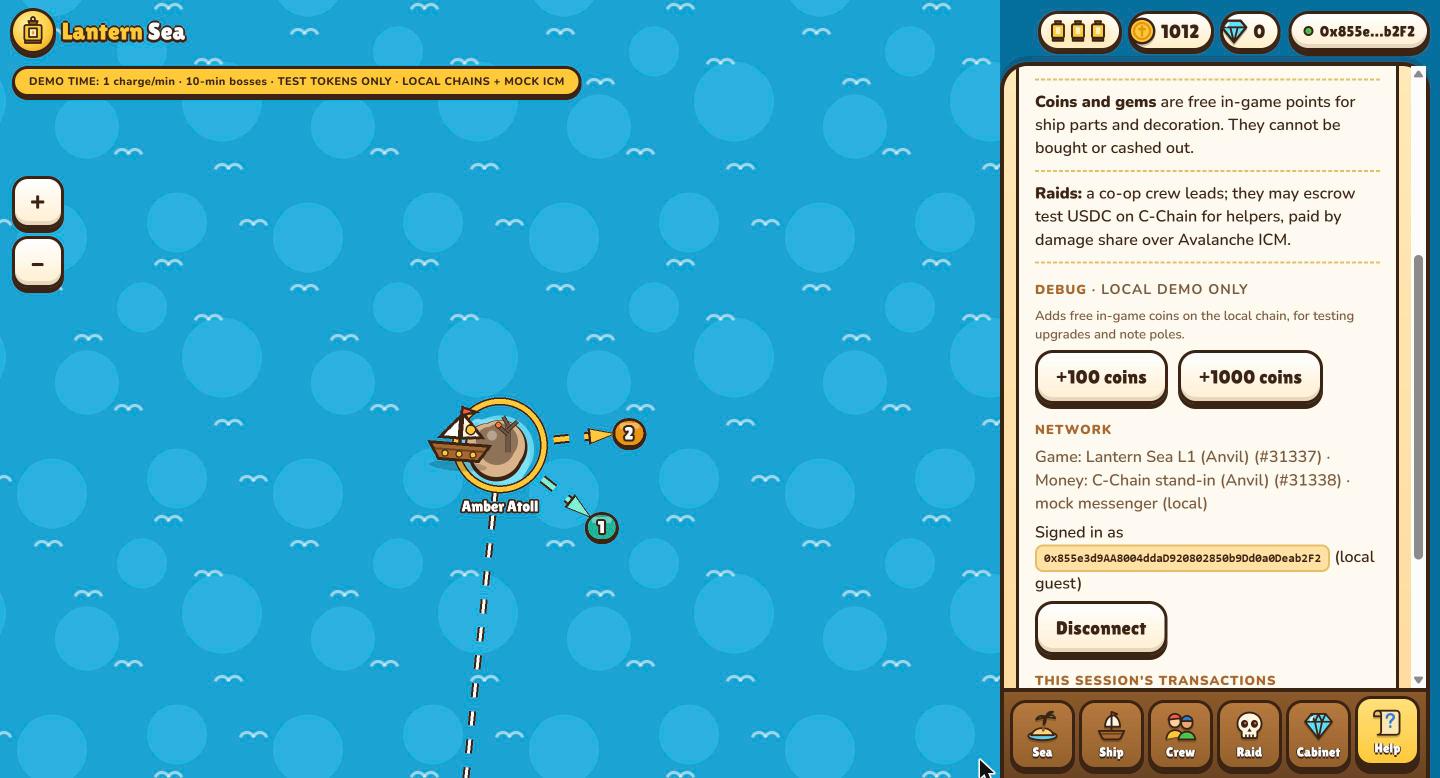 Lantern Sea
1012
0
0x855e...b2F2
DEMO TIME: 1 charge/min · 10-min bosses · TEST TOKENS ONLY · LOCAL CHAINS + MOCK ICM
+
−
2
1
Amber Atoll
Coins and gems are free in-game points for
ship parts and decoration. They cannot be
bought or cashed out.
Raids: a co-op crew leads; they may escrow
test USDC on C-Chain for helpers, paid by
damage share over Avalanche ICM.
DEBUG · LOCAL DEMO ONLY
Adds free in-game coins on the local chain, for testing
upgrades and note poles.
+100 coins
+1000 coins
NETWORK
Game: Lantern Sea L1 (Anvil) (#31337) ·
Money: C-Chain stand-in (Anvil) (#31338) ·
mock messenger (local)
Signed in as
0x855e3d9AA8004ddaD920802850b9Dd0a0Deab2F2 (local
guest)
Disconnect
THIS SESSION'S TRANSACTIONS
Sea
Ship
Crew
Raid
Cabinet
Help